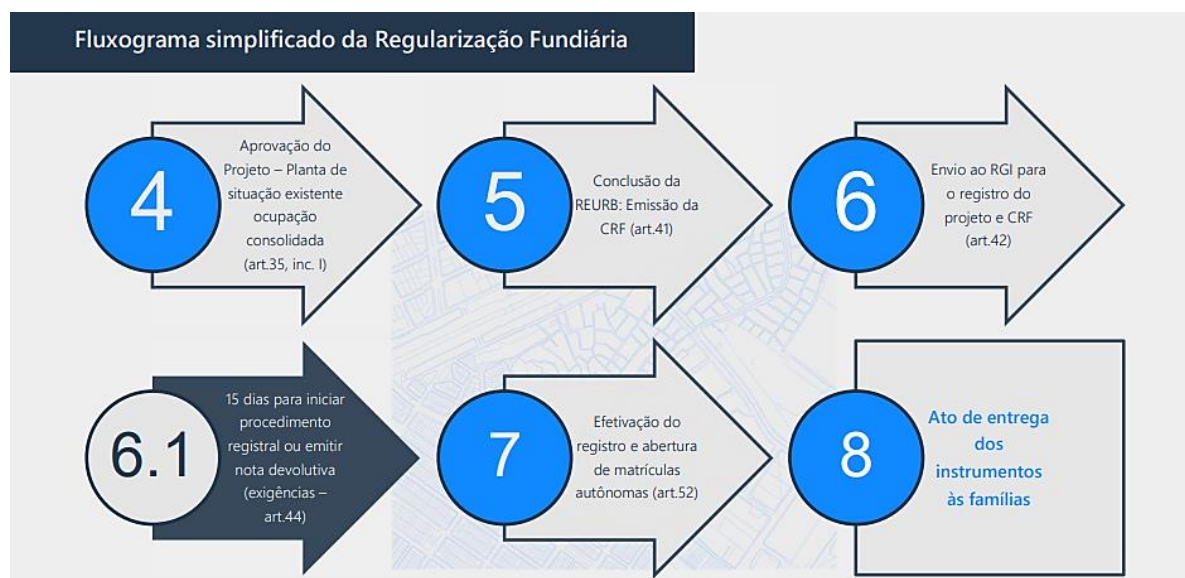 Fluxograma simplificado da Regularização Fundiária
4
Aprovação do
Projeto – Planta de
situação existente
ocupação
consolidada
(art.35, inc. I)
5
Conclusão da
REURB: Emissão da
CRF (art.41)
6
Envio ao RGI para
o registro do
projeto e CRF
(art.42)
6.1
15 dias para iniciar
procedimento
registral ou emitir
nota devolutiva
(exigências –
art.44)
7
Efetivação do
registro e abertura
de matrículas
autônomas (art.52)
8
Ato de entrega
dos
instrumentos
às famílias